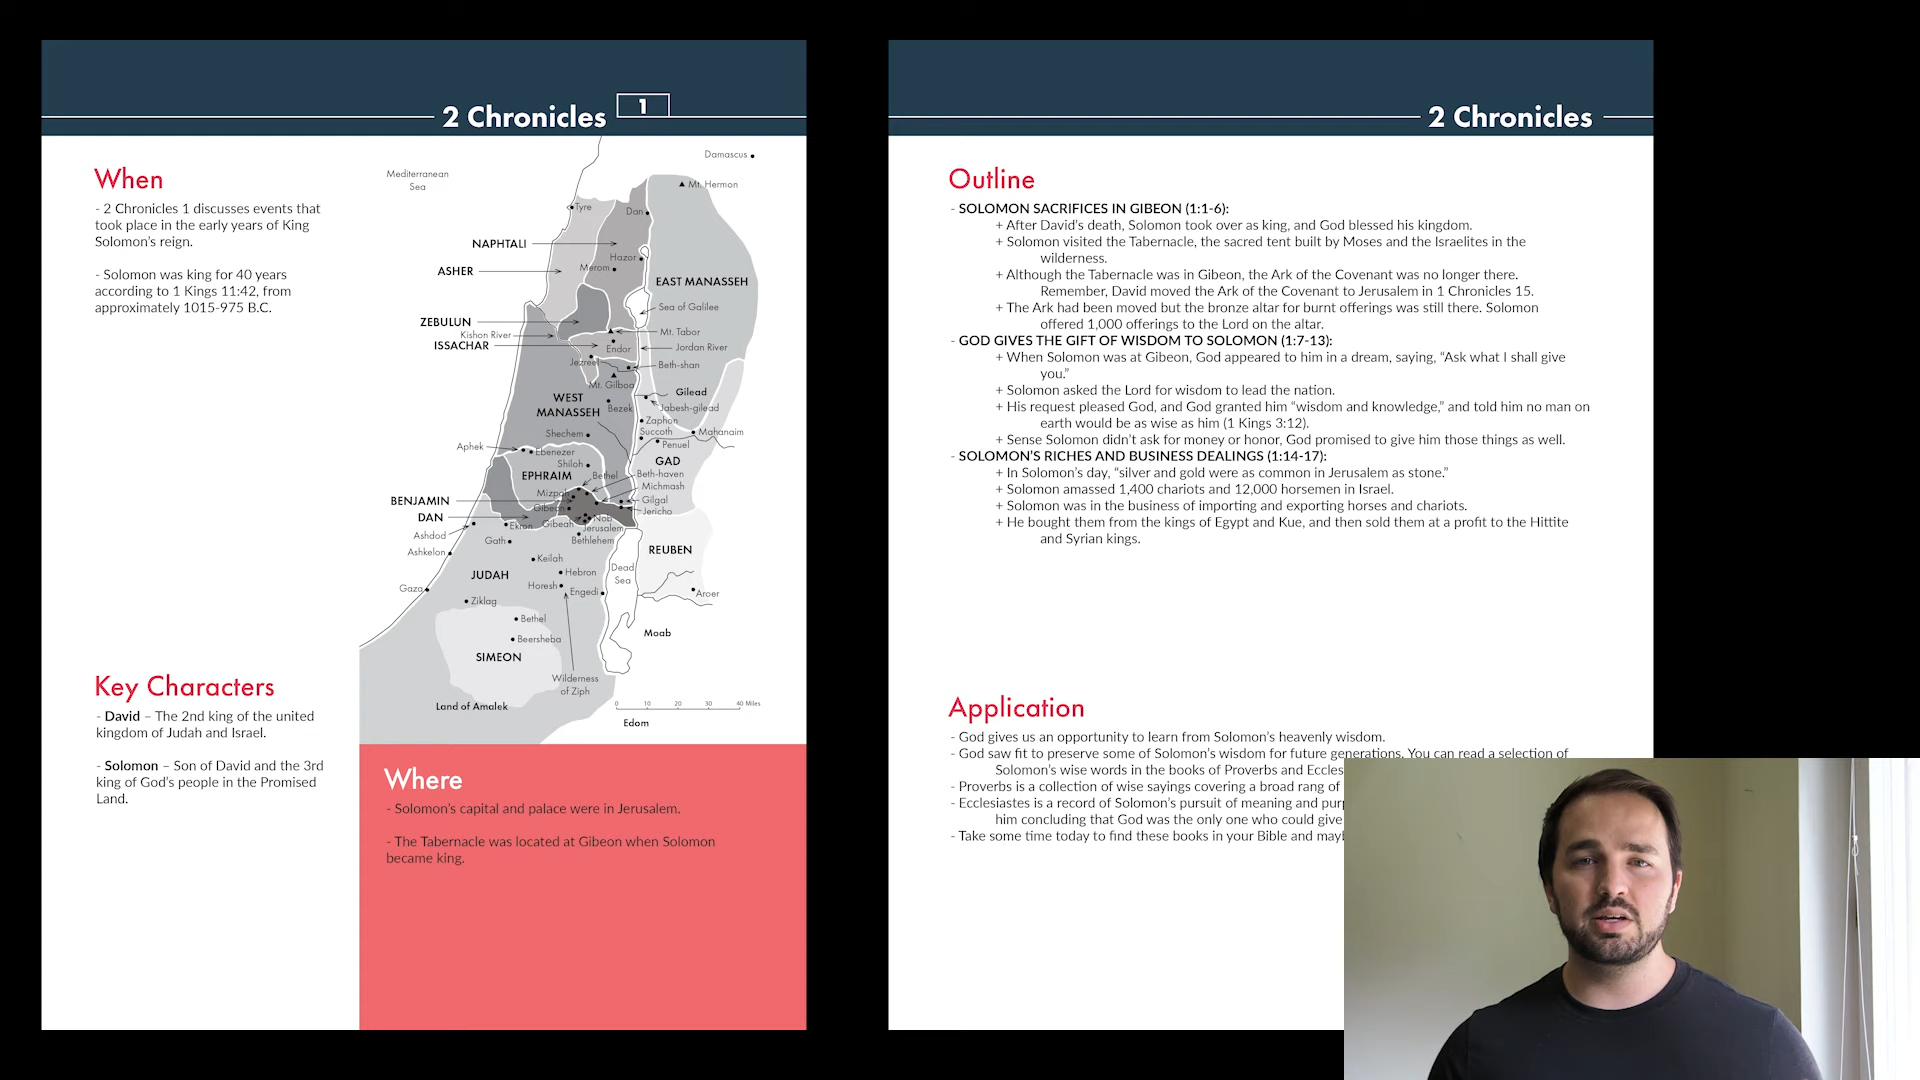 2 Chronicles
1
When
- 2 Chronicles 1 discusses events that
took place in the early years of King
Solomon's reign.
- Solomon was king for 40 years
according to 1 Kings 11:42, from
approximately 1015-975 B.C.
Key Characters
- David – The 2nd king of the united
kingdom of Judah and Israel.
- Solomon – Son of David and the 3rd
king of God's people in the Promised
Land.
Damascus
Mediterranean
Sea
Mt. Hermon
Tyre
Dan
NAPHTALI
Hazor
ASHER
Merom
EAST MANASSEH
Sea of Galilee
ZEBULUN
Kishon River
Mt. Tabor
ISSACHAR
Endor
Jordan River
Jezreel
Beth-shan
Mt. Gilboa
Gilead
WEST
MANASSEH
Bezek
Jabesh-gilead
Zaphon
Shechem
Succoth
Mahanaim
Penuel
Aphek
Ebenezer
Shiloh
GAD
EPHRAIM
Bethel
Beth-haven
Michmash
Mizpah
BENJAMIN
Gibeon
Gilgal
Jericho
DAN
Ekron
Gibeah
Nob
Jerusalem
Ashdod
Gath
Bethlehem
Ashkelon
REUBEN
Keilah
Dead
Sea
JUDAH
Hebron
Horesh
Engedi
Gaza
Aroer
Ziklag
Bethel
Moab
Beersheba
SIMEON
Wilderness
of Ziph
Land of Amalek
0 10 20 30 40 Miles
Edom
Where
- Solomon's capital and palace were in Jerusalem.
- The Tabernacle was located at Gibeon when Solomon
became king.
2 Chronicles
Outline
- SOLOMON SACRIFICES IN GIBEON (1:1-6):
+ After David's death, Solomon took over as king, and God blessed his kingdom.
+ Solomon visited the Tabernacle, the sacred tent built by Moses and the Israelites in the
wilderness.
+ Although the Tabernacle was in Gibeon, the Ark of the Covenant was no longer there.
Remember, David moved the Ark of the Covenant to Jerusalem in 1 Chronicles 15.
+ The Ark had been moved but the bronze altar for burnt offerings was still there. Solomon
offered 1,000 offerings to the Lord on the altar.
- GOD GIVES THE GIFT OF WISDOM TO SOLOMON (1:7-13):
+ When Solomon was at Gibeon, God appeared to him in a dream, saying, "Ask what I shall give
you."
+ Solomon asked the Lord for wisdom to lead the nation.
+ His request pleased God, and God granted him "wisdom and knowledge," and told him no man on
earth would be as wise as him (1 Kings 3:12).
+ Sense Solomon didn't ask for money or honor, God promised to give him those things as well.
- SOLOMON'S RICHES AND BUSINESS DEALINGS (1:14-17):
+ In Solomon's day, "silver and gold were as common in Jerusalem as stone."
+ Solomon amassed 1,400 chariots and 12,000 horsemen in Israel.
+ Solomon was in the business of importing and exporting horses and chariots.
+ He bought them from the kings of Egypt and Kue, and then sold them at a profit to the Hittite
and Syrian kings.
Application
- God gives us an opportunity to learn from Solomon's heavenly wisdom.
- God saw fit to preserve some of Solomon's wisdom for future generations. You can read a selection of
Solomon's wise words in the books of Proverbs and
- Proverbs is a collection of wise sayings covering a broad rang of
- Ecclesiastes is a record of Solomon's pursuit of meaning and
him concluding that God was the only one who could give
- Take some time today to find these books in your Bible and